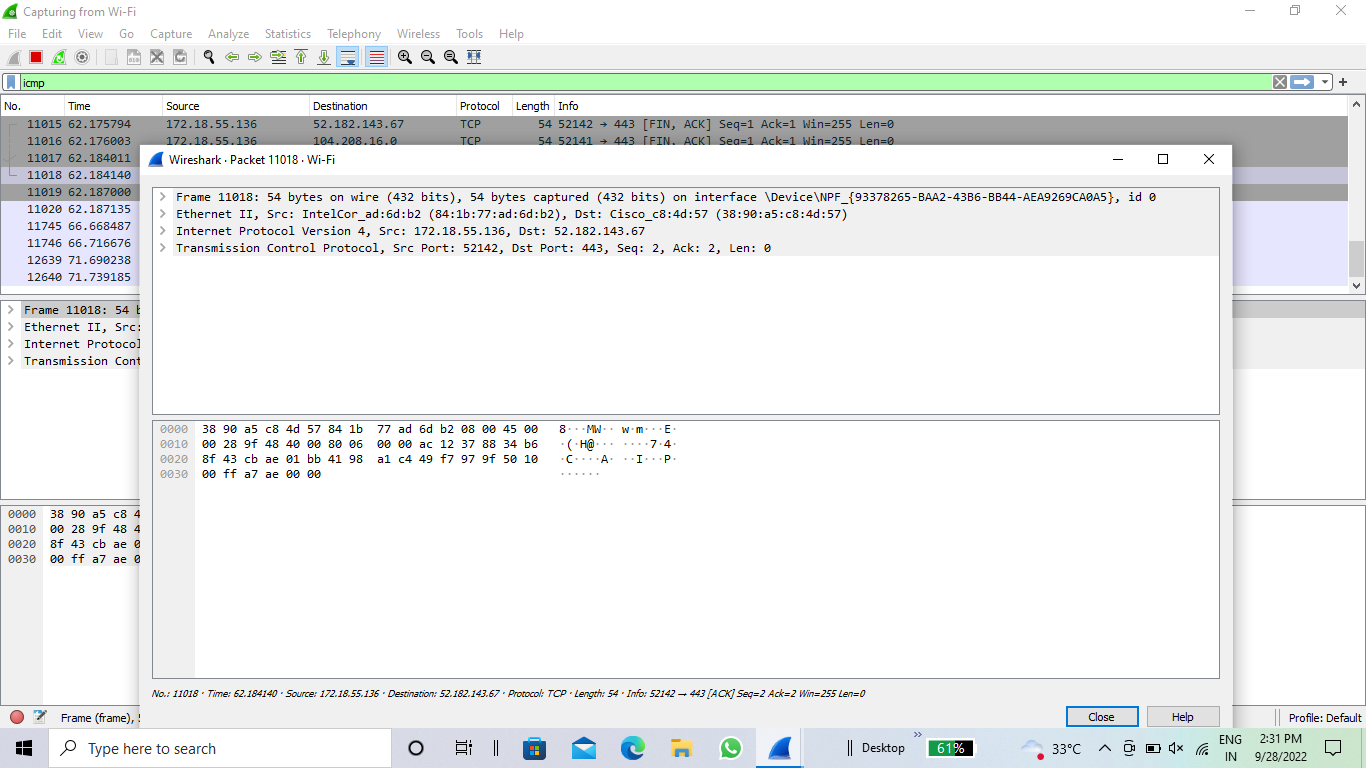 Capturing from Wi-Fi
File Edit View Go Capture Analyze Statistics Telephony Wireless Tools Help
icmp
No. Time Source Destination Protocol Length Info
11015 62.175794 172.18.55.136 52.182.143.67 TCP 54 52142 → 443 [FIN, ACK] Seq=1 Ack=1 Win=255 Len=0
11016 62.176003 172.18.55.136 104.208.16.0 TCP 54 52141 → 443 [FIN, ACK] Seq=1 Ack=1 Win=255 Len=0
11017 62.184011
11018 62.184140
11019 62.187000
11020 62.187135
11745 66.668487
11746 66.716676
12639 71.690238
12640 71.739185
Frame 11018: 54 b
Ethernet II, Src:
Internet Protocol
Transmission Cont
0000 38 90 a5 c8 4
0010 00 28 9f 48 4
0020 8f 43 cb ae 0
0030 00 ff a7 ae 0
Wireshark · Packet 11018 · Wi-Fi
Frame 11018: 54 bytes on wire (432 bits), 54 bytes captured (432 bits) on interface \Device\NPF_{93378265-BAA2-43B6-BB44-AEA9269CA0A5}, id 0
Ethernet II, Src: IntelCor_ad:6d:b2 (84:1b:77:ad:6d:b2), Dst: Cisco_c8:4d:57 (38:90:a5:c8:4d:57)
Internet Protocol Version 4, Src: 172.18.55.136, Dst: 52.182.143.67
Transmission Control Protocol, Src Port: 52142, Dst Port: 443, Seq: 2, Ack: 2, Len: 0
0000 38 90 a5 c8 4d 57 84 1b 77 ad 6d b2 08 00 45 00 8···MW·· w·m···E·
0010 00 28 9f 48 40 00 80 06 00 00 ac 12 37 88 34 b6 ·(·H@··· ····7·4·
0020 8f 43 cb ae 01 bb 41 98 a1 c4 49 f7 97 9f 50 10 ·C····A· ··I···P·
0030 00 ff a7 ae 00 00 ······
No.: 11018 · Time: 62.184140 · Source: 172.18.55.136 · Destination: 52.182.143.67 · Protocol: TCP · Length: 54 · Info: 52142 → 443 [ACK] Seq=2 Ack=2 Win=255 Len=0
Close Help
Frame (frame), 5
Profile: Default
Type here to search
Desktop
61%
33°C
ENG
IN
2:31 PM
9/28/2022